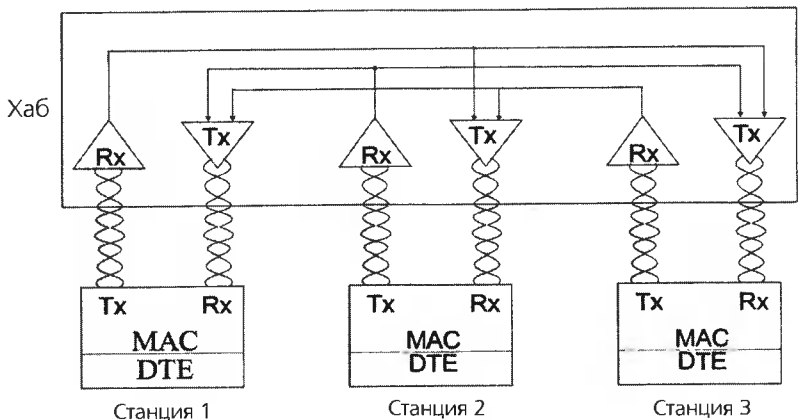 Хаб
Rx Tx Rx Tx Rx Tx
Tx Rx Tx Rx Tx Rx
MAC MAC MAC
DTE DTE DTE
Станция 1 Станция 2 Станция 3